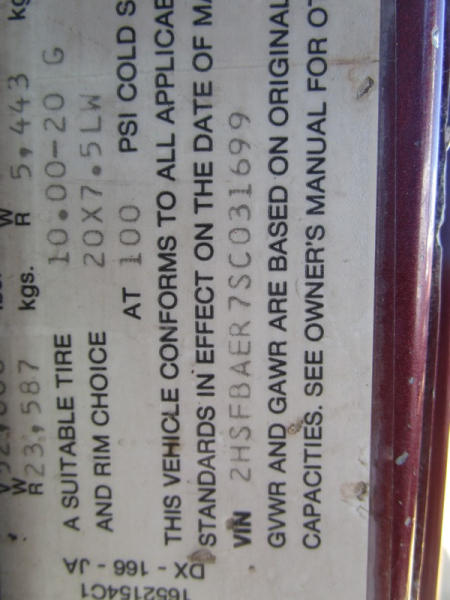 W
R 23,587 kgs. W
R 5,443 kg
A SUITABLE TIRE 10.00-20 G
AND RIM CHOICE 20X7.5LW
AT 100 PSI COLD S
THIS VEHICLE CONFORMS TO ALL APPLICAB
STANDARDS IN EFFECT ON THE DATE OF MA
VIN 2HSFBAER7SC031699
GVWR AND GAWR ARE BASED ON ORIGINAL
CAPACITIES. SEE OWNER'S MANUAL FOR OT
DX - 166 - JA
1652154C1